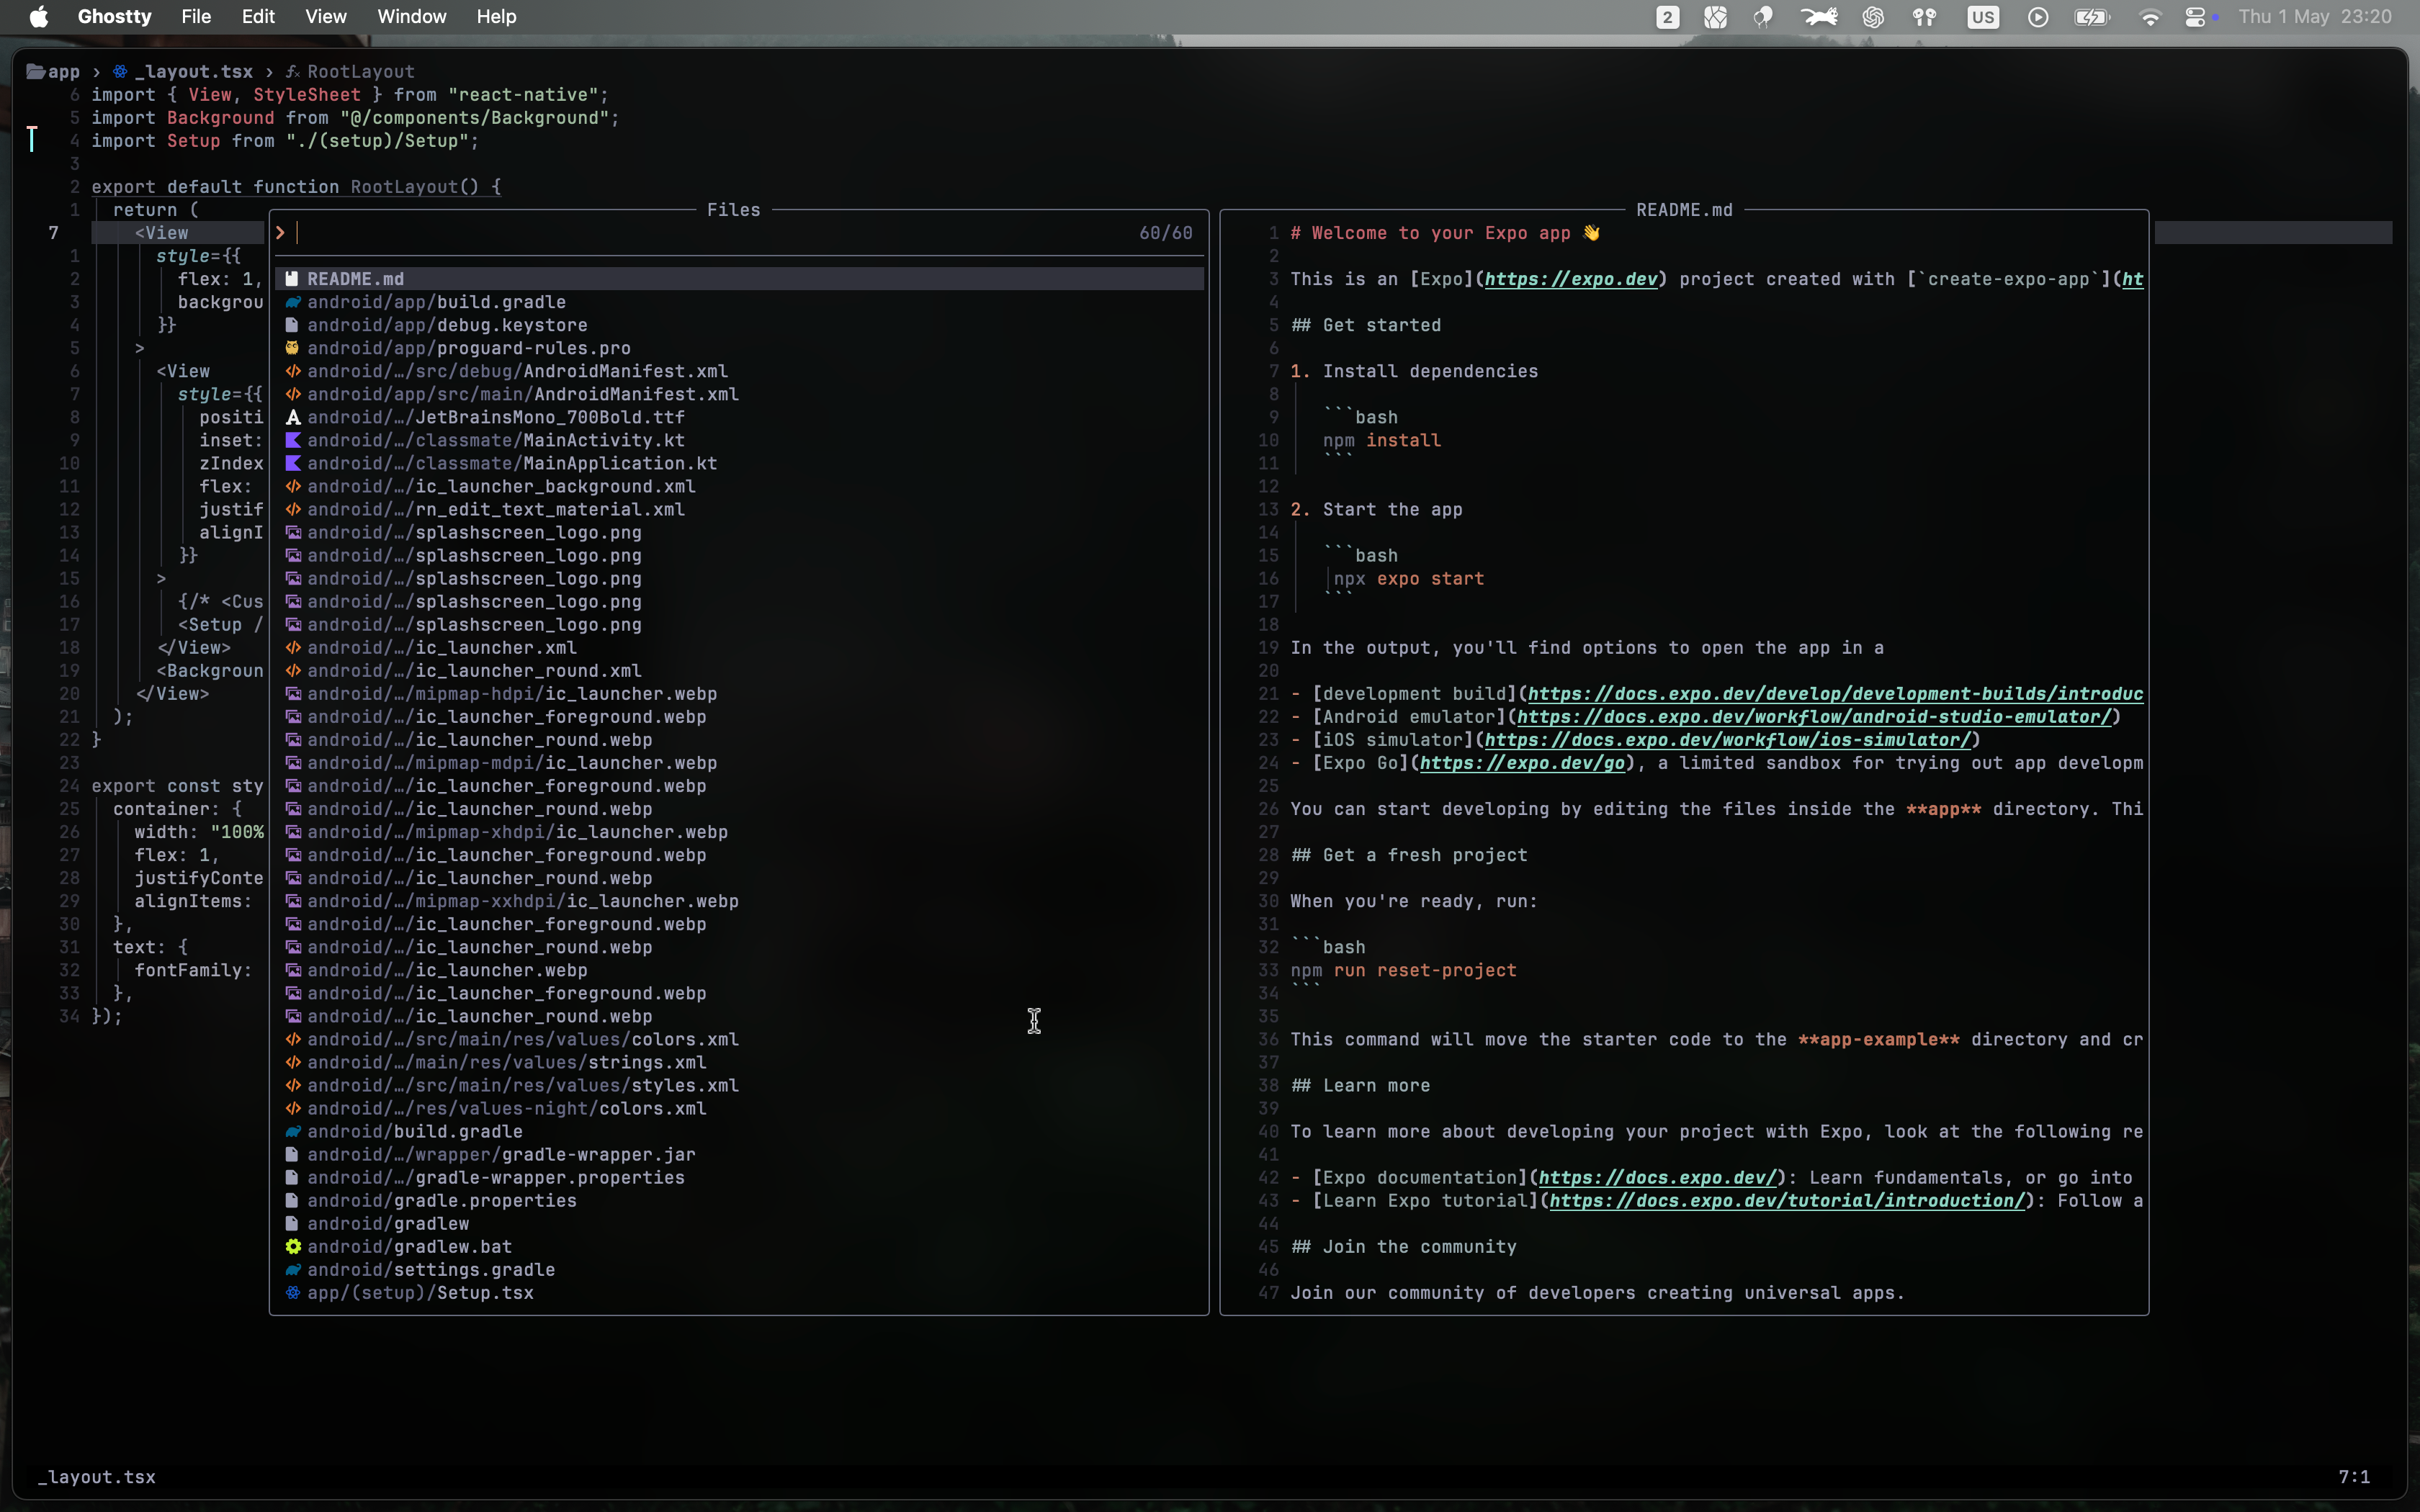 Ghostty File Edit View Window Help 2 US Thu 1 May 23:20
app › _layout.tsx › RootLayout
6 import { View, StyleSheet } from "react-native";
5 import Background from "@/components/Background";
4 import Setup from "./(setup)/Setup";
3
2 export default function RootLayout() {
1 return (
7 <View
1 style={{
2 flex: 1,
3 backgrou
4 }}
5 >
6 <View
7 style={{
8 positi
9 inset:
10 zIndex
11 flex:
12 justif
13 alignI
14 }}
15 >
16 {/* <Cus
17 <Setup /
18 </View>
19 <Backgroun
20 </View>
21 );
22 }
23
24 export const sty
25 container: {
26 width: "100%
27 flex: 1,
28 justifyConte
29 alignItems:
30 },
31 text: {
32 fontFamily:
33 },
34 });
Files
> 60/60
README.md
android/app/build.gradle
android/app/debug.keystore
android/app/proguard-rules.pro
android/…/src/debug/AndroidManifest.xml
android/app/src/main/AndroidManifest.xml
android/…/JetBrainsMono_700Bold.ttf
android/…/classmate/MainActivity.kt
android/…/classmate/MainApplication.kt
android/…/ic_launcher_background.xml
android/…/rn_edit_text_material.xml
android/…/splashscreen_logo.png
android/…/splashscreen_logo.png
android/…/splashscreen_logo.png
android/…/splashscreen_logo.png
android/…/splashscreen_logo.png
android/…/ic_launcher.xml
android/…/ic_launcher_round.xml
android/…/mipmap-hdpi/ic_launcher.webp
android/…/ic_launcher_foreground.webp
android/…/ic_launcher_round.webp
android/…/mipmap-mdpi/ic_launcher.webp
android/…/ic_launcher_foreground.webp
android/…/ic_launcher_round.webp
android/…/mipmap-xhdpi/ic_launcher.webp
android/…/ic_launcher_foreground.webp
android/…/ic_launcher_round.webp
android/…/mipmap-xxhdpi/ic_launcher.webp
android/…/ic_launcher_foreground.webp
android/…/ic_launcher_round.webp
android/…/ic_launcher.webp
android/…/ic_launcher_foreground.webp
android/…/ic_launcher_round.webp
android/…/src/main/res/values/colors.xml
android/…/main/res/values/strings.xml
android/…/src/main/res/values/styles.xml
android/…/res/values-night/colors.xml
android/build.gradle
android/…/wrapper/gradle-wrapper.jar
android/…/gradle-wrapper.properties
android/gradle.properties
android/gradlew
android/gradlew.bat
android/settings.gradle
app/(setup)/Setup.tsx
README.md
1 # Welcome to your Expo app 👋
2
3 This is an [Expo](https://expo.dev) project created with [`create-expo-app`](ht
4
5 ## Get started
6
7 1. Install dependencies
8
9 ```bash
10 npm install
11 ```
12
13 2. Start the app
14
15 ```bash
16 npx expo start
17 ```
18
19 In the output, you'll find options to open the app in a
20
21 - [development build](https://docs.expo.dev/develop/development-builds/introduc
22 - [Android emulator](https://docs.expo.dev/workflow/android-studio-emulator/)
23 - [iOS simulator](https://docs.expo.dev/workflow/ios-simulator/)
24 - [Expo Go](https://expo.dev/go), a limited sandbox for trying out app developm
25
26 You can start developing by editing the files inside the **app** directory. Thi
27
28 ## Get a fresh project
29
30 When you're ready, run:
31
32 ```bash
33 npm run reset-project
34 ```
35
36 This command will move the starter code to the **app-example** directory and cr
37
38 ## Learn more
39
40 To learn more about developing your project with Expo, look at the following re
41
42 - [Expo documentation](https://docs.expo.dev/): Learn fundamentals, or go into
43 - [Learn Expo tutorial](https://docs.expo.dev/tutorial/introduction/): Follow a
44
45 ## Join the community
46
47 Join our community of developers creating universal apps.
_layout.tsx 7:1